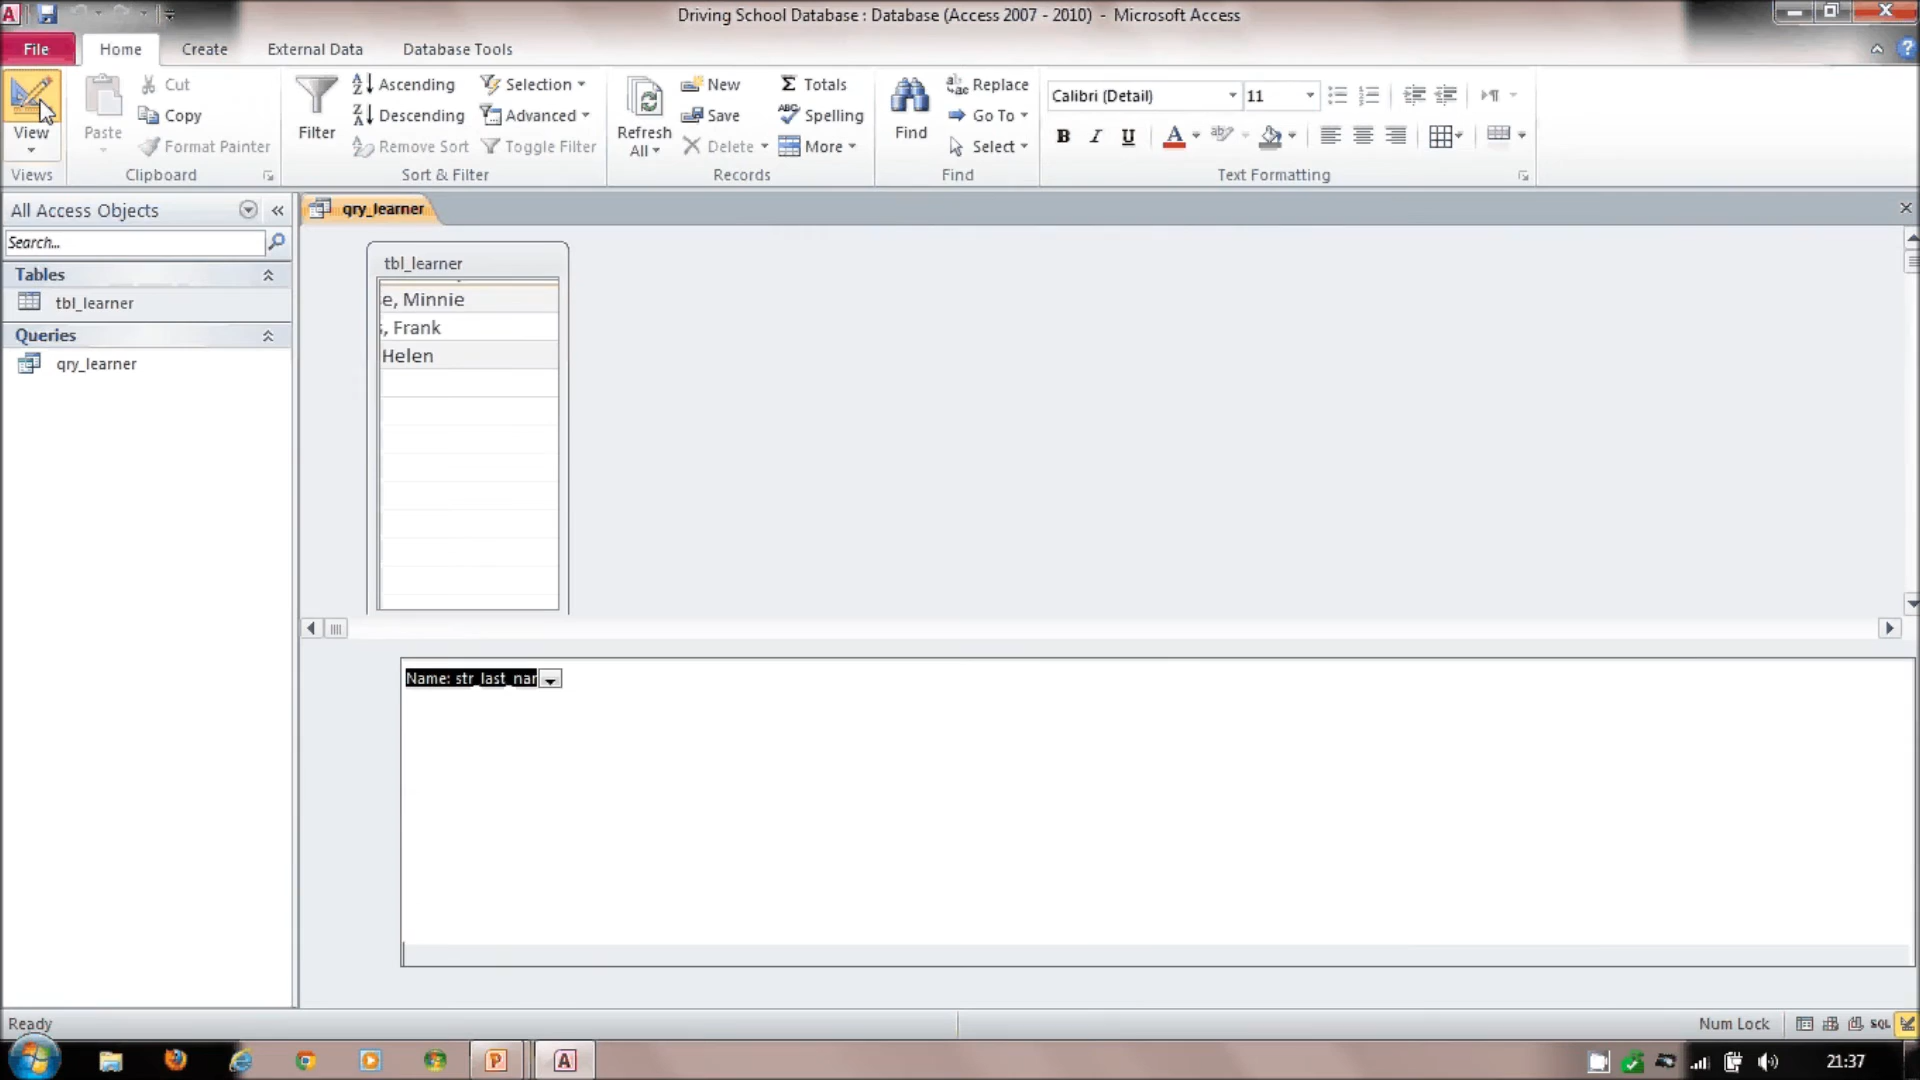 Driving School Database : Database (Access 2007 - 2010) - Microsoft Access
File Home Create External Data Database Tools
View
Paste
Cut
Copy
Format Painter
Filter
Ascending
Descending
Remove Sort
Selection
Advanced
Toggle Filter
Refresh
All
New
Save
Delete
Totals
Spelling
More
Find
Replace
Go To
Select
Calibri (Detail) 11
B I U
Views Clipboard Sort & Filter Records Find Text Formatting
All Access Objects
Search...
Tables
tbl_learner
Queries
qry_learner
qry_learner
tbl_learner
e, Minnie
, Frank
Helen
Name: str_last_nar
Ready
Num Lock
SQL
21:37